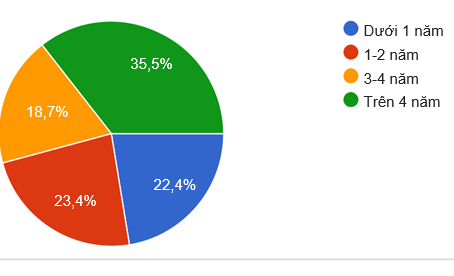 35,5%
18,7%
23,4%
22,4%
Dưới 1 năm
1-2 năm
3-4 năm
Trên 4 năm